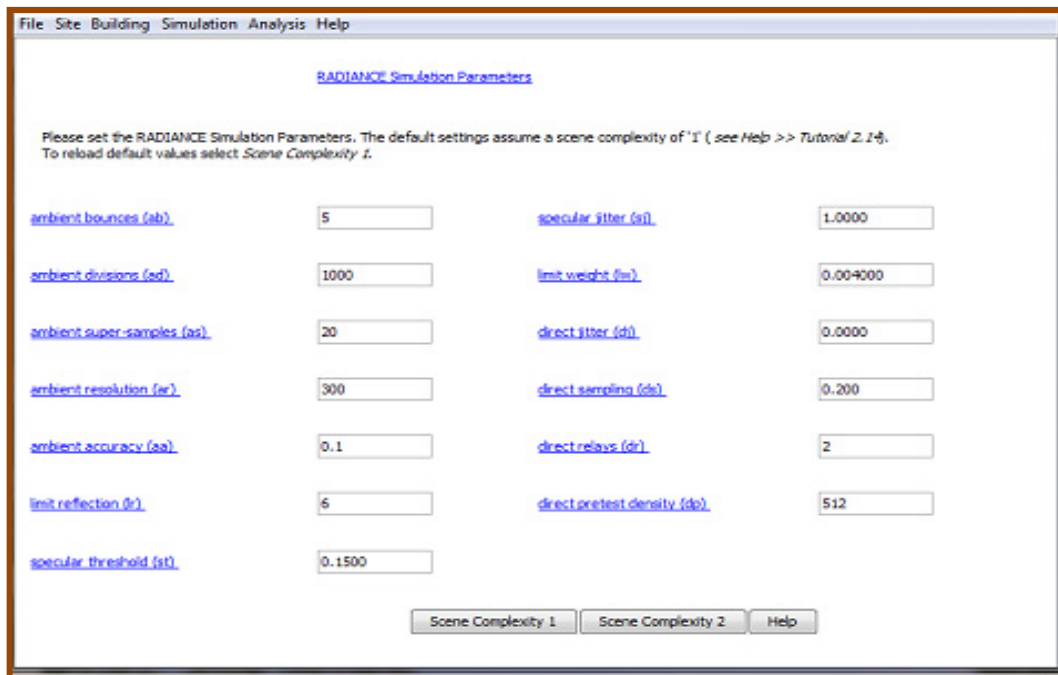 File Site Building Simulation Analysis Help
RADIANCE Simulation Parameters
Please set the RADIANCE Simulation Parameters. The default settings assume a scene complexity of '1' ( see Help >> Tutorial 2.14).
To reload default values select Scene Complexity 1.
ambient bounces (ab) 5 specular jitter (sj) 1.0000
ambient divisions (ad) 1000 limit weight (lw) 0.004000
ambient super-samples (as) 20 direct jitter (dj) 0.0000
ambient resolution (ar) 300 direct sampling (ds) 0.200
ambient accuracy (aa) 0.1 direct relays (dr) 2
limit reflection (lr) 6 direct pretest density (dp) 512
specular threshold (st) 0.1500
Scene Complexity 1 Scene Complexity 2 Help